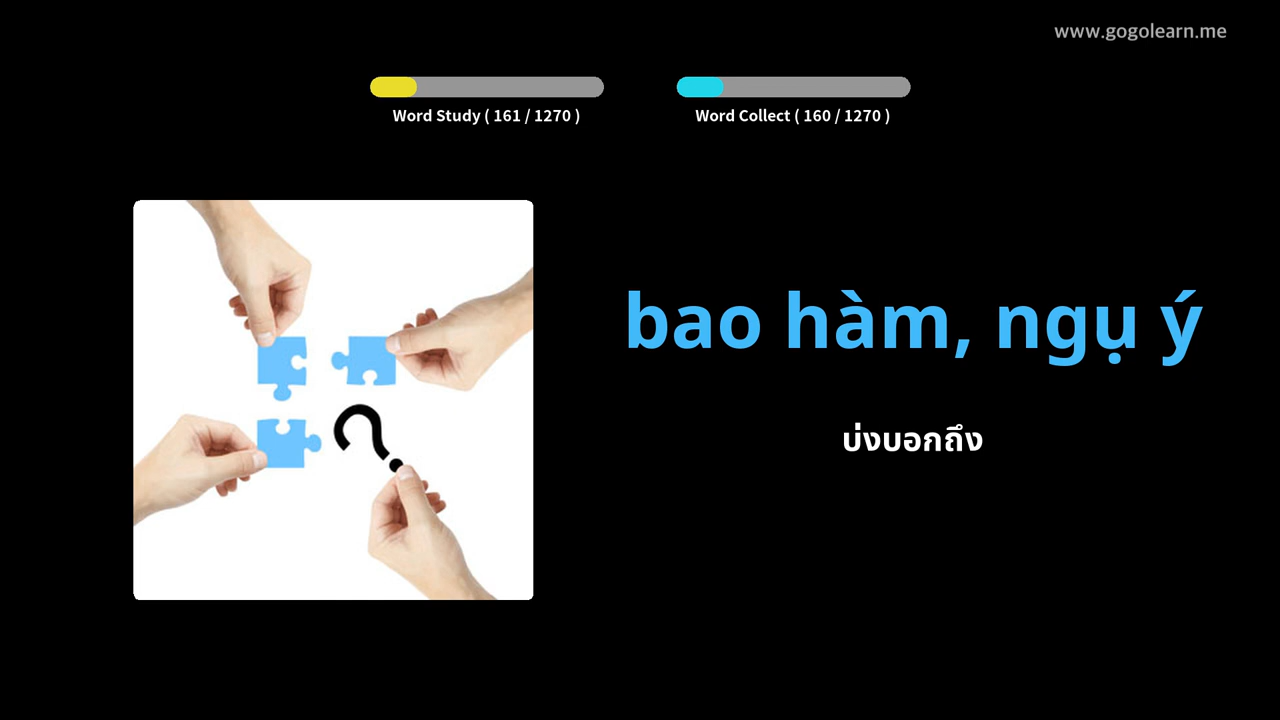 www.gogolearn.me
Word Study ( 161 / 1270 )
Word Collect ( 160 / 1270 )
bao hàm, ngụ ý
บ่งบอกถึง